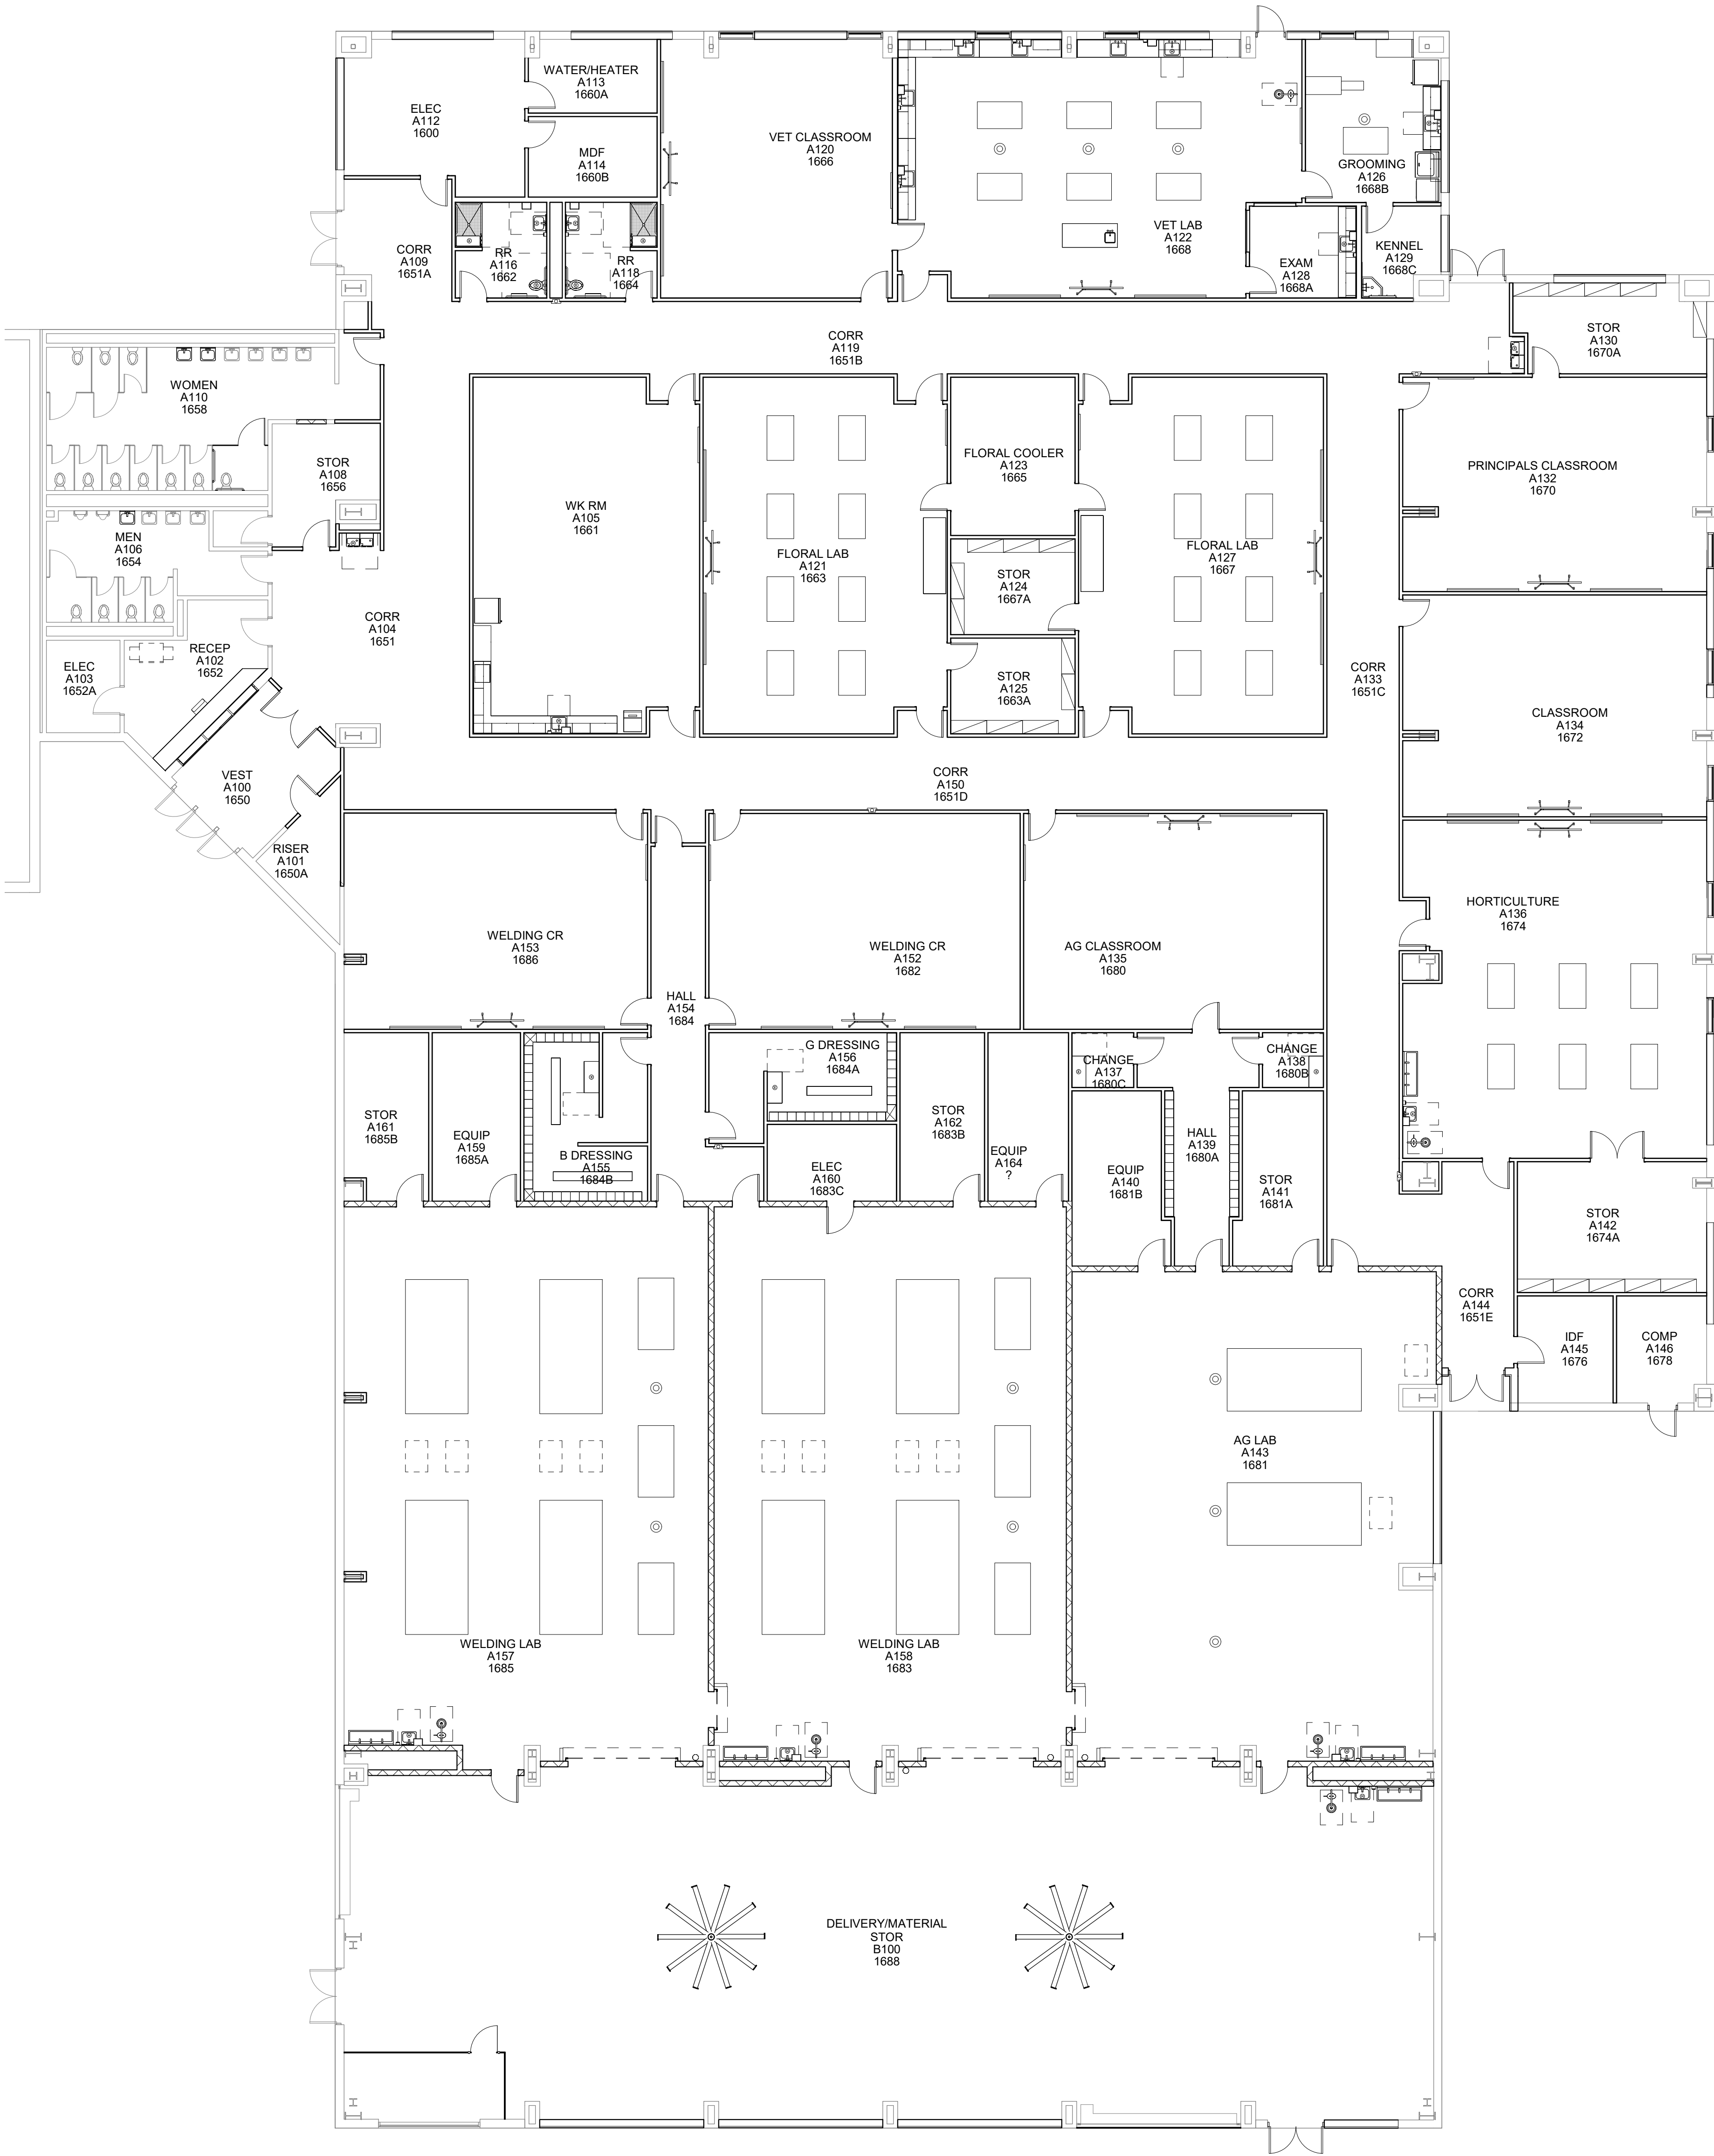 WATER/HEATER
A113
1660A
ELEC
A112
1600
MDF
A114
1660B
VET CLASSROOM
A120
1666
GROOMING
A126
1668B
VET LAB
A122
1668
CORR
A109
1651A
RR
A116
1662
RR
A118
1664
EXAM
A128
1668A
KENNEL
A129
1668C
STOR
A130
1670A
CORR
A119
1651B
WOMEN
A110
1658
STOR
A108
1656
FLORAL COOLER
A123
1665
PRINCIPALS CLASSROOM
A132
1670
WK RM
A105
1661
MEN
A106
1654
FLORAL LAB
A121
1663
FLORAL LAB
A127
1667
STOR
A124
1667A
CORR
A104
1651
RECEP
A102
1652
ELEC
A103
1652A
STOR
A125
1663A
CORR
A133
1651C
CLASSROOM
A134
1672
VEST
A100
1650
CORR
A150
1651D
RISER
A101
1650A
HORTICULTURE
A136
1674
WELDING CR
A153
1686
WELDING CR
A152
1682
AG CLASSROOM
A135
1680
HALL
A154
1684
G DRESSING
A156
1684A
CHANGE
A137
1680C
CHANGE
A138
1680B
STOR
A161
1685B
EQUIP
A159
1685A
B DRESSING
A155
1684B
ELEC
A160
1683C
STOR
A162
1683B
EQUIP
A164
?
EQUIP
A140
1681B
HALL
A139
1680A
STOR
A141
1681A
STOR
A142
1674A
CORR
A144
1651E
IDF
A145
1676
COMP
A146
1678
AG LAB
A143
1681
WELDING LAB
A157
1685
WELDING LAB
A158
1683
DELIVERY/MATERIAL
STOR
B100
1688